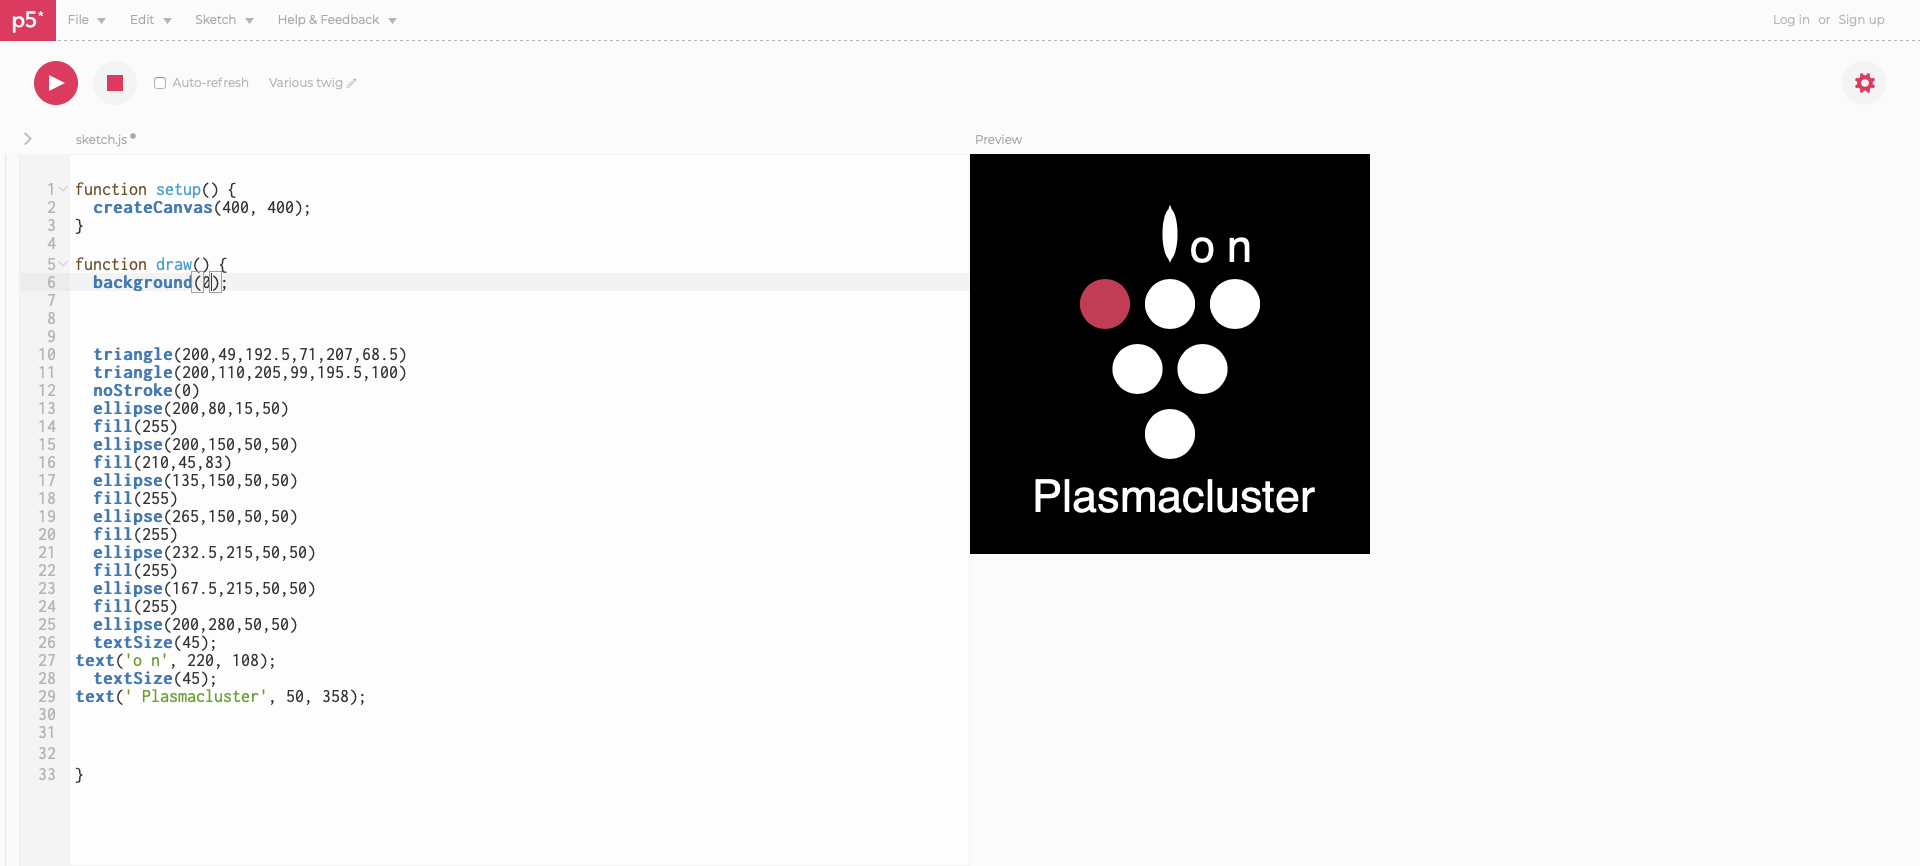 p5*
File
Edit
Sketch
Help & Feedback
Log in or Sign up
Auto-refresh
Various twig
sketch.js
Preview
1 function setup() {
2 createCanvas(400, 400);
3 }
4
5 function draw() {
6 background(0);
7
8
9
10 triangle(200,49,192.5,71,207,68.5)
11 triangle(200,110,205,99,195.5,100)
12 noStroke(0)
13 ellipse(200,80,15,50)
14 fill(255)
15 ellipse(200,150,50,50)
16 fill(210,45,83)
17 ellipse(135,150,50,50)
18 fill(255)
19 ellipse(265,150,50,50)
20 fill(255)
21 ellipse(232.5,215,50,50)
22 fill(255)
23 ellipse(167.5,215,50,50)
24 fill(255)
25 ellipse(200,280,50,50)
26 textSize(45);
27 text('o n', 220, 108);
28 textSize(45);
29 text(' Plasmacluster', 50, 358);
30
31
32
33 }
o n
Plasmacluster